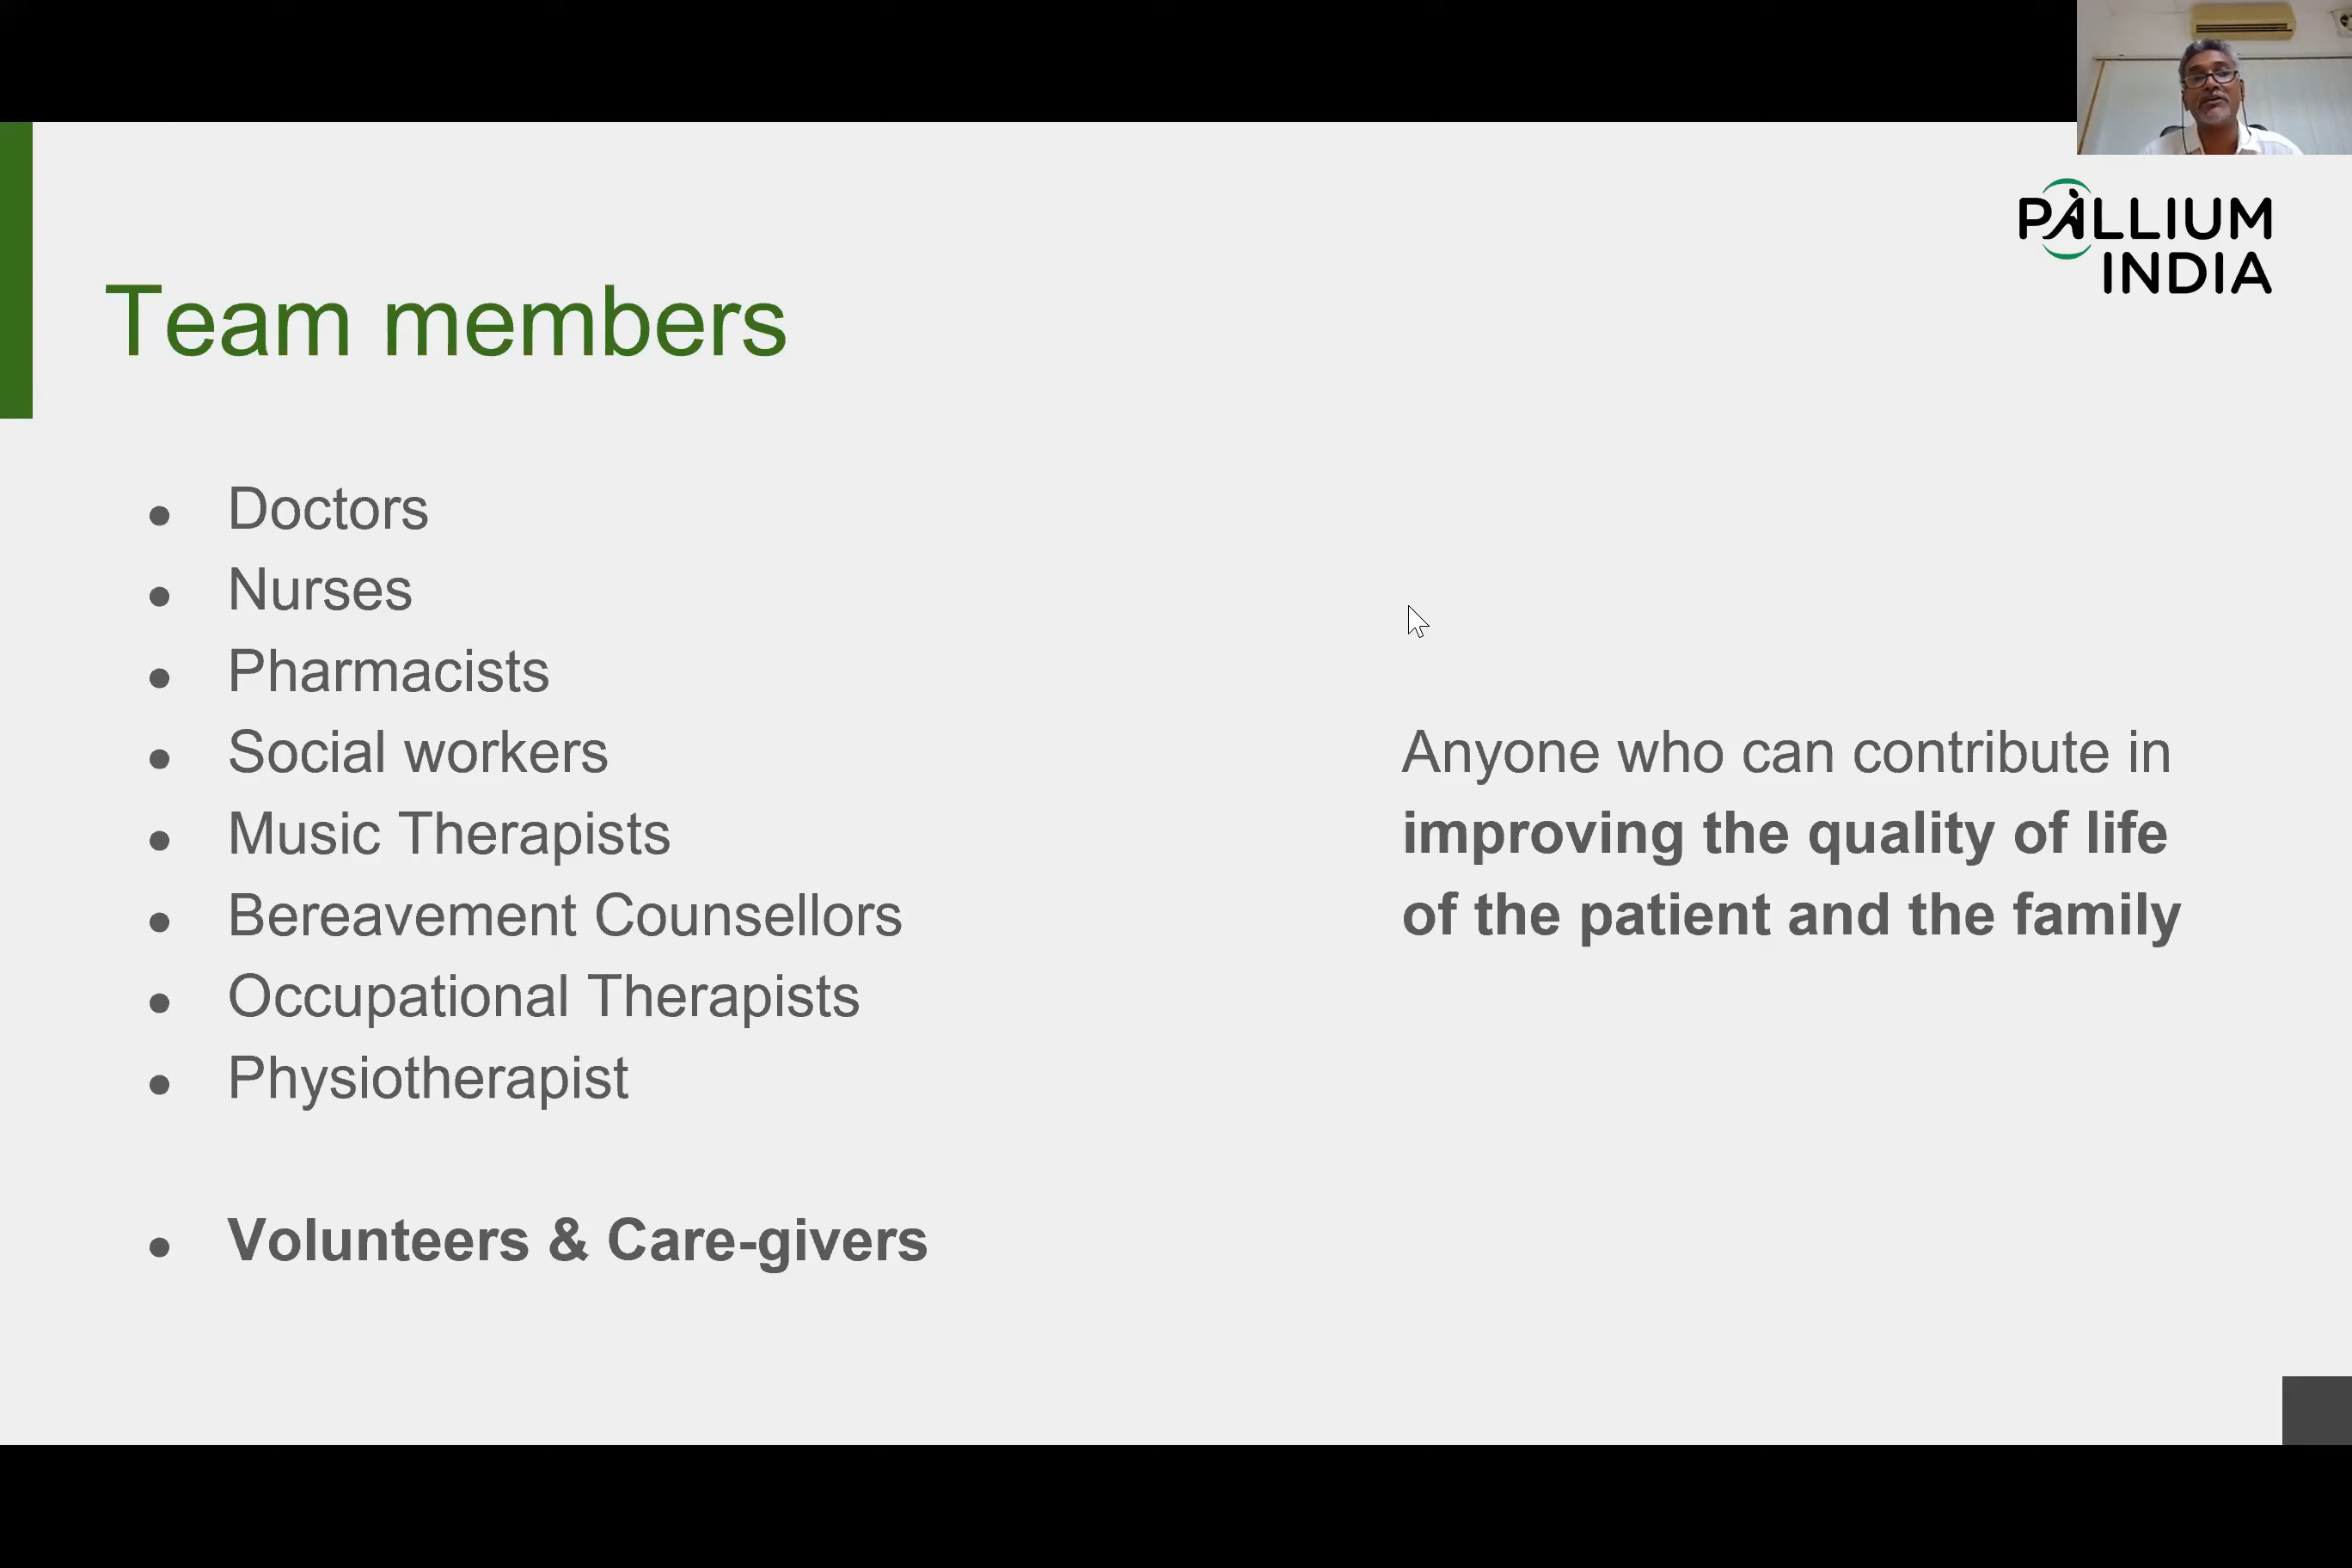 PALLIUM
INDIA
Team members
● Doctors
● Nurses
● Pharmacists
● Social workers
● Music Therapists
● Bereavement Counsellors
● Occupational Therapists
● Physiotherapist
● Volunteers & Care-givers
Anyone who can contribute in
improving the quality of life
of the patient and the family